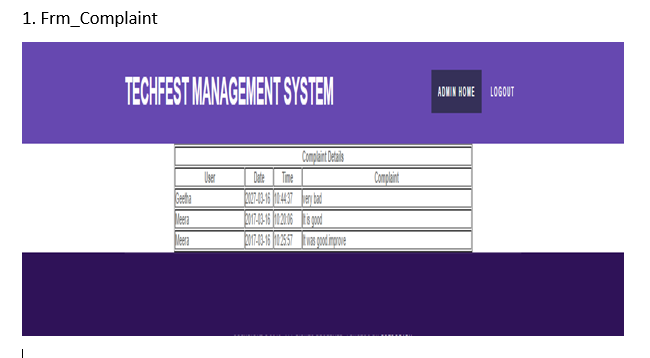 1. Frm_Complaint
TECHFEST MANAGEMENT SYSTEM
ADMIN HOME LOGOUT
Complaint Details
User Date Time Complaint
Geetha 2027-03-16 10:44:37 very bad
Meera 2017-03-16 10:20:06 It is good
Meera 2017-03-16 10:25:57 It was good.improve